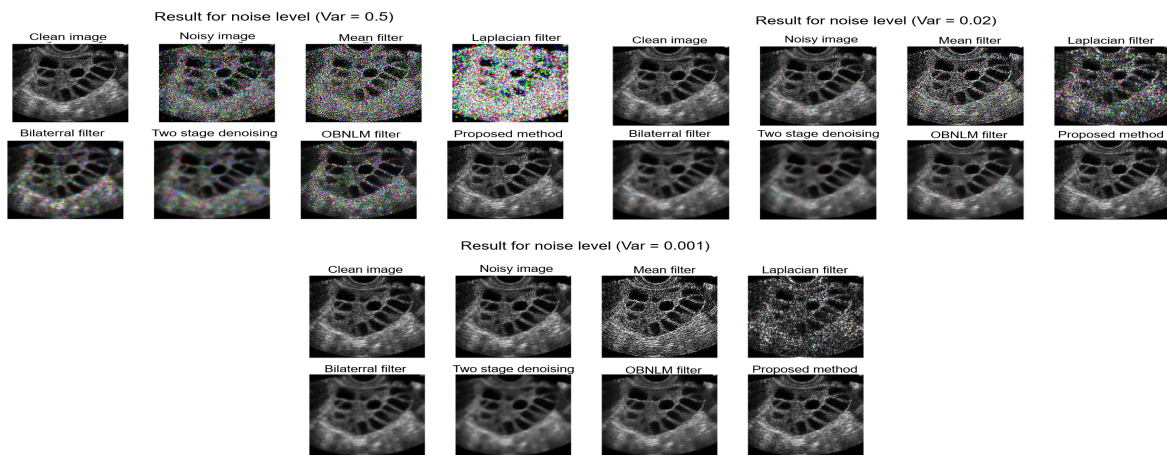 Result for noise level (Var = 0.5)
Clean image Noisy image Mean filter Laplacian filter
Bilaterral filter Two stage denoising OBNLM filter Proposed method
Result for noise level (Var = 0.02)
Clean image Noisy image Mean filter Laplacian filter
Bilaterral filter Two stage denoising OBNLM filter Proposed method
Result for noise level (Var = 0.001)
Clean image Noisy image Mean filter Laplacian filter
Bilaterral filter Two stage denoising OBNLM filter Proposed method